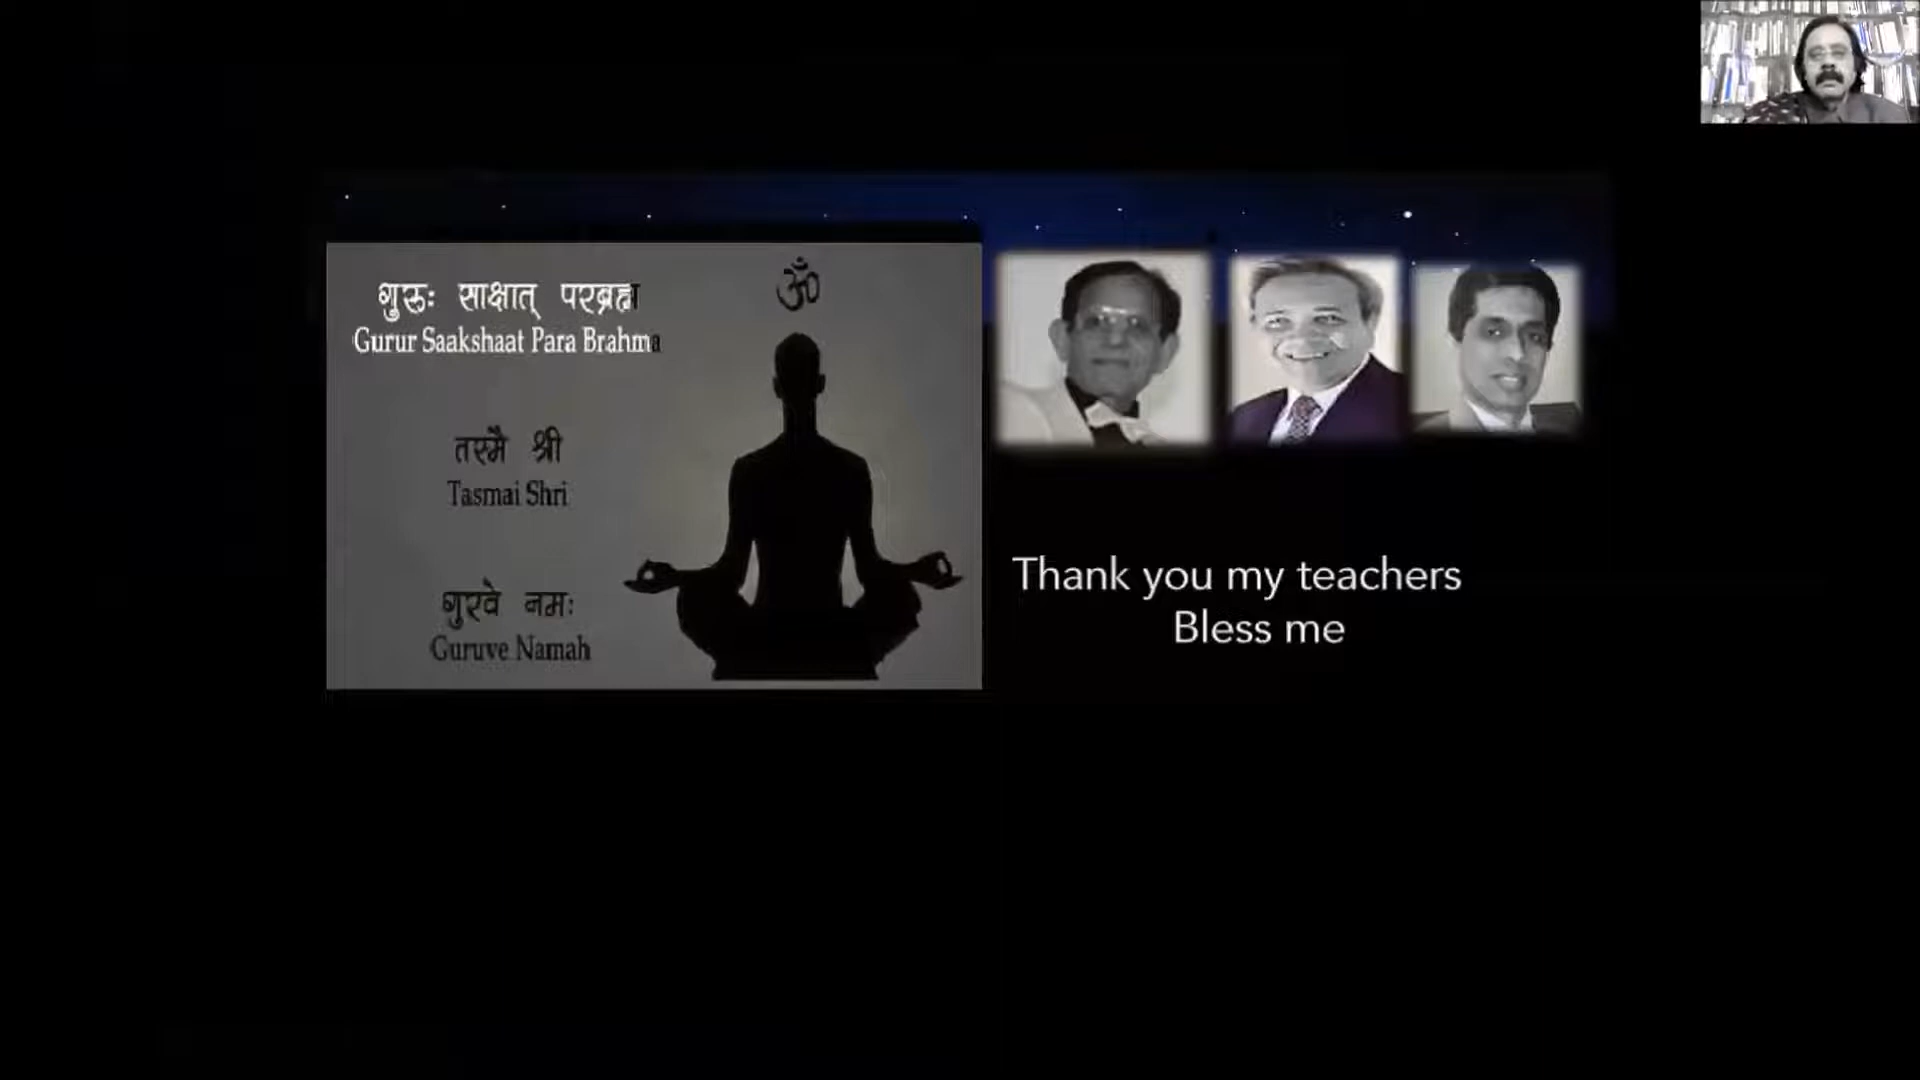 गुरुः साक्षात् परब्रह्म
Gurur Saakshaat Para Brahma
ॐ
तस्मै श्री
Tasmai Shri
गुरवे नमः
Guruve Namah
Thank you my teachers
Bless me